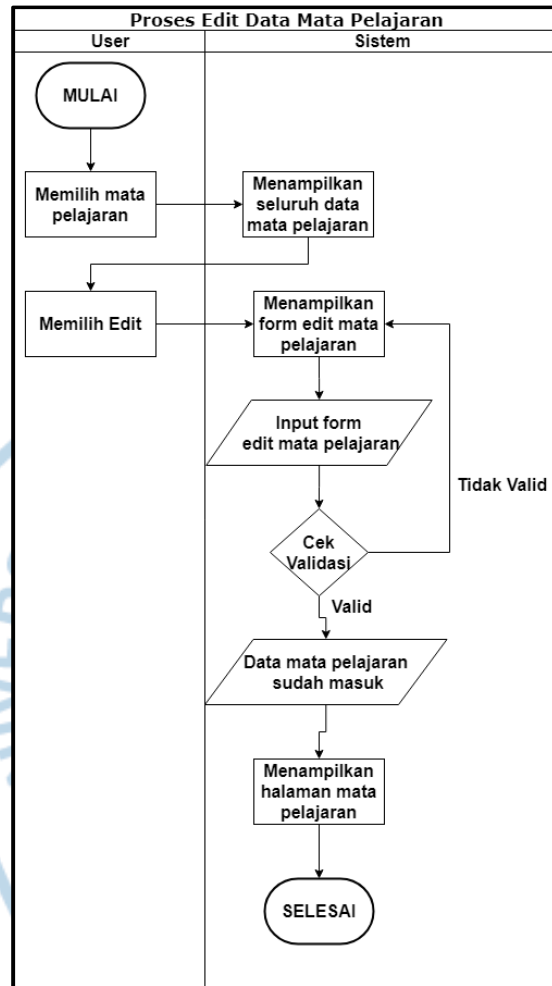 Proses Edit Data Mata Pelajaran
User
Sistem
MULAI
Memilih mata
pelajaran
Menampilkan
seluruh data
mata pelajaran
Memilih Edit
Menampilkan
form edit mata
pelajaran
Input form
edit mata pelajaran
Tidak Valid
Cek
Validasi
Valid
Data mata pelajaran
sudah masuk
Menampilkan
halaman mata
pelajaran
SELESAI